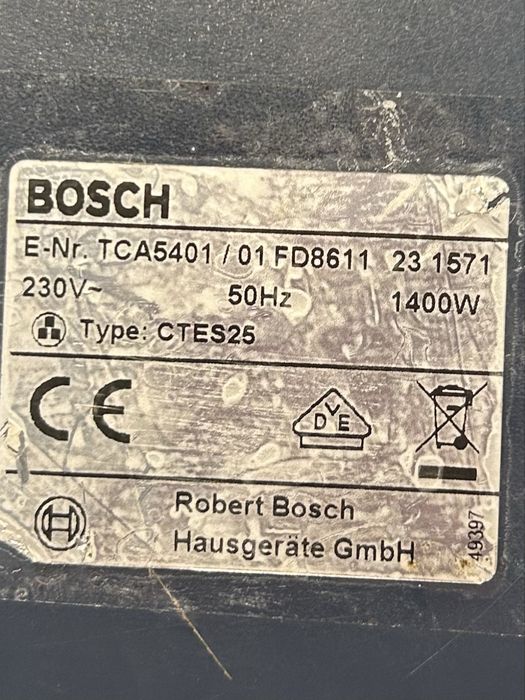 BOSCH
E-Nr. TCA5401 / 01 FD8611 23 1571
230V~ 50Hz 1400W
Type: CTES25
CE
DVE
Robert Bosch
Hausgeräte GmbH
49397